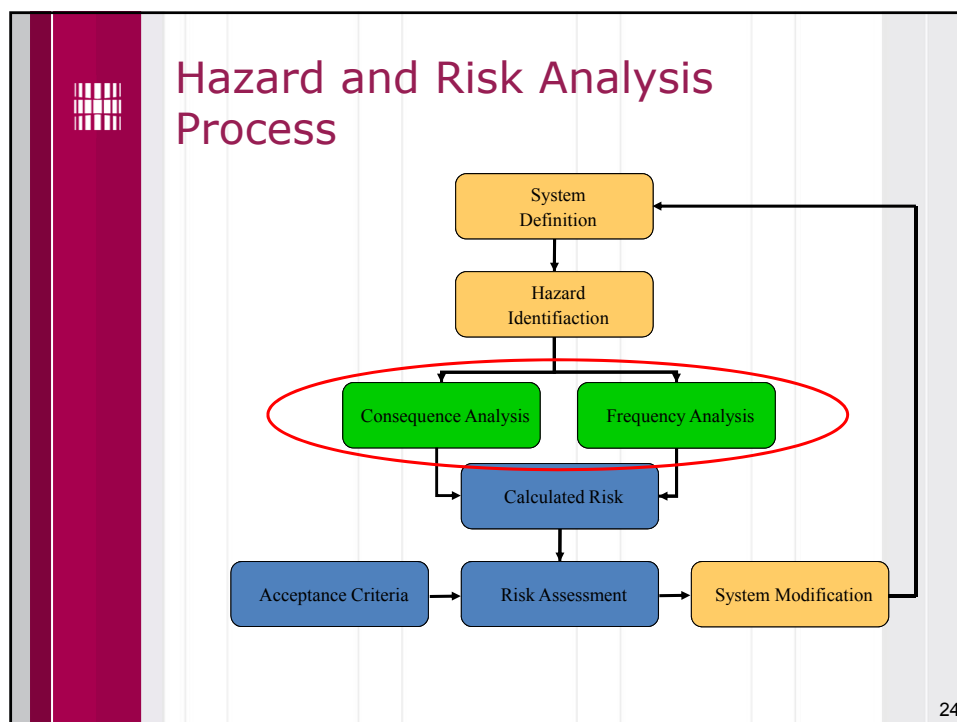 Hazard and Risk Analysis
Process
System
Definition
Hazard
Identifiaction
Consequence Analysis
Frequency Analysis
Calculated Risk
Acceptance Criteria
Risk Assessment
System Modification
24